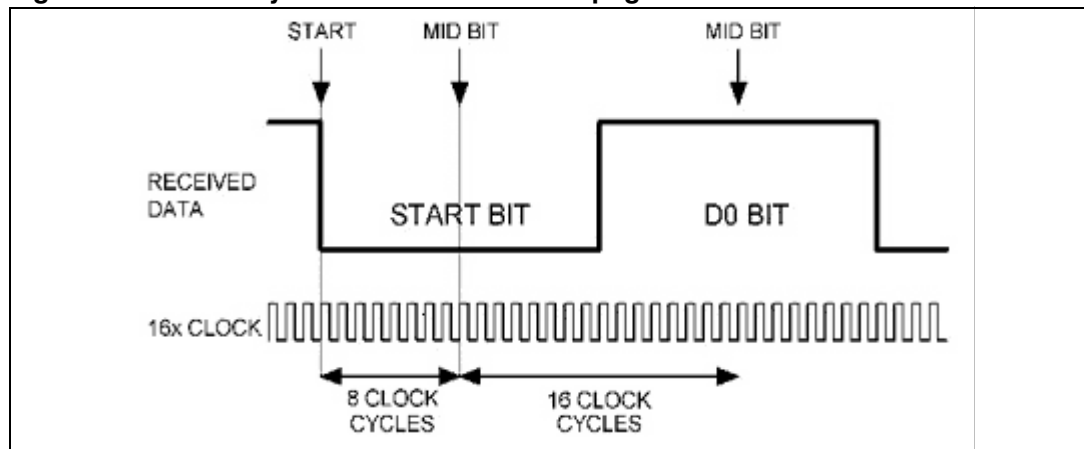 START
MID BIT
MID BIT
RECEIVED
DATA
START BIT
D0 BIT
16x CLOCK
8 CLOCK
CYCLES
16 CLOCK
CYCLES